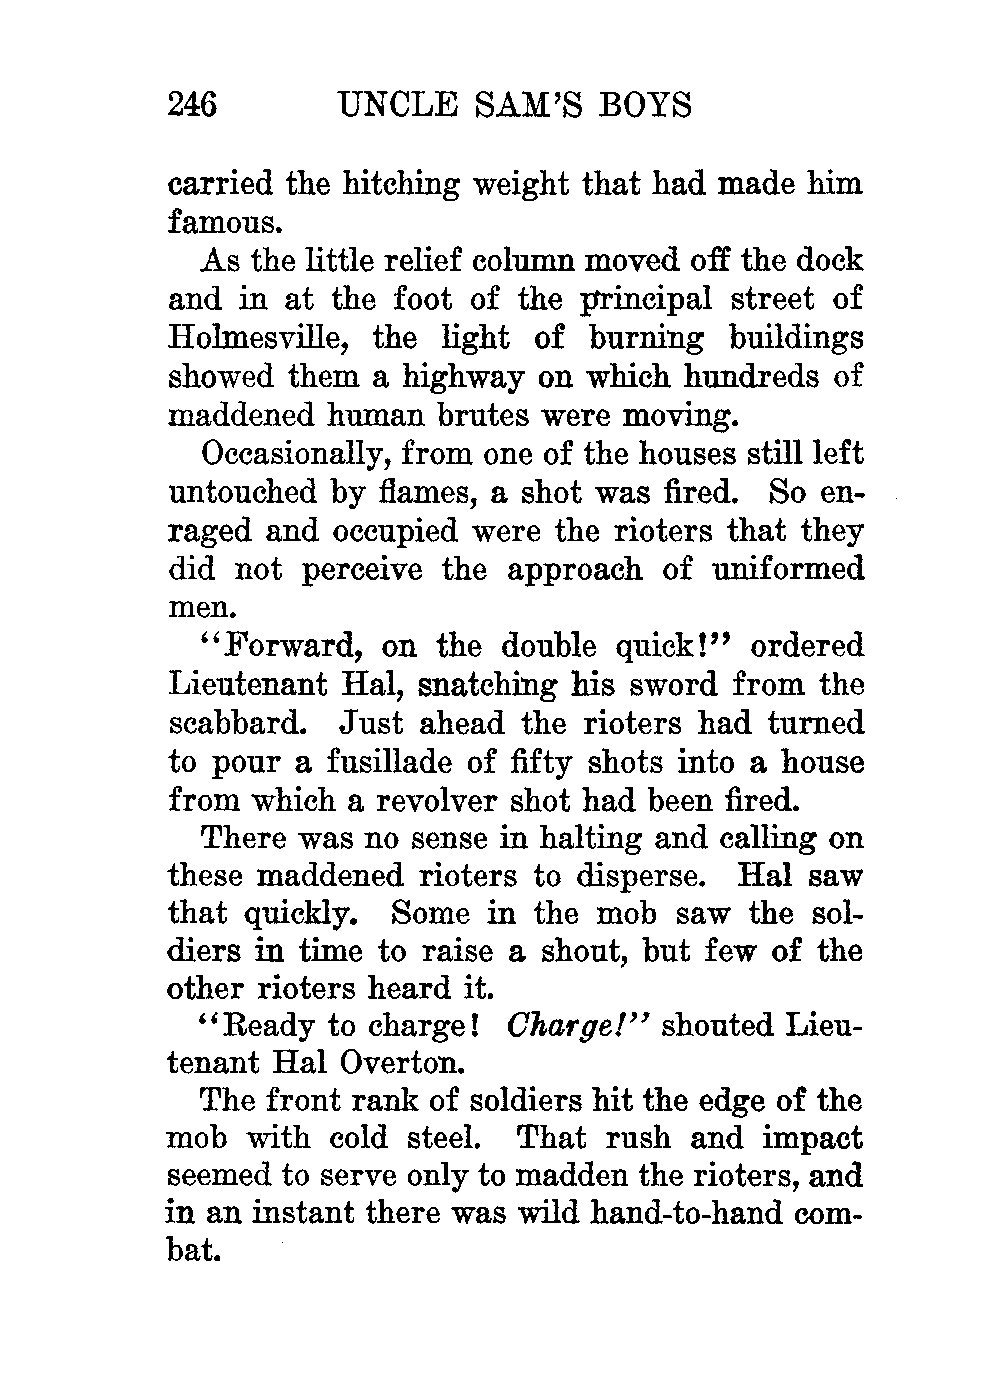 246 UNCLE SAM'S BOYS
carried the hitching weight that had made him
famous.
As the little relief column moved off the dock
and in at the foot of the principal street of
Holmesville, the light of burning buildings
showed them a highway on which hundreds of
maddened human brutes were moving.
Occasionally, from one of the houses still left
untouched by flames, a shot was fired. So en-
raged and occupied were the rioters that they
did not perceive the approach of uniformed
men.
"Forward, on the double quick!" ordered
Lieutenant Hal, snatching his sword from the
scabbard. Just ahead the rioters had turned
to pour a fusillade of fifty shots into a house
from which a revolver shot had been fired.
There was no sense in halting and calling on
these maddened rioters to disperse. Hal saw
that quickly. Some in the mob saw the sol-
diers in time to raise a shout, but few of the
other rioters heard it.
"Ready to charge! Charge!" shouted Lieu-
tenant Hal Overton.
The front rank of soldiers hit the edge of the
mob with cold steel. That rush and impact
seemed to serve only to madden the rioters, and
in an instant there was wild hand-to-hand com-
bat.